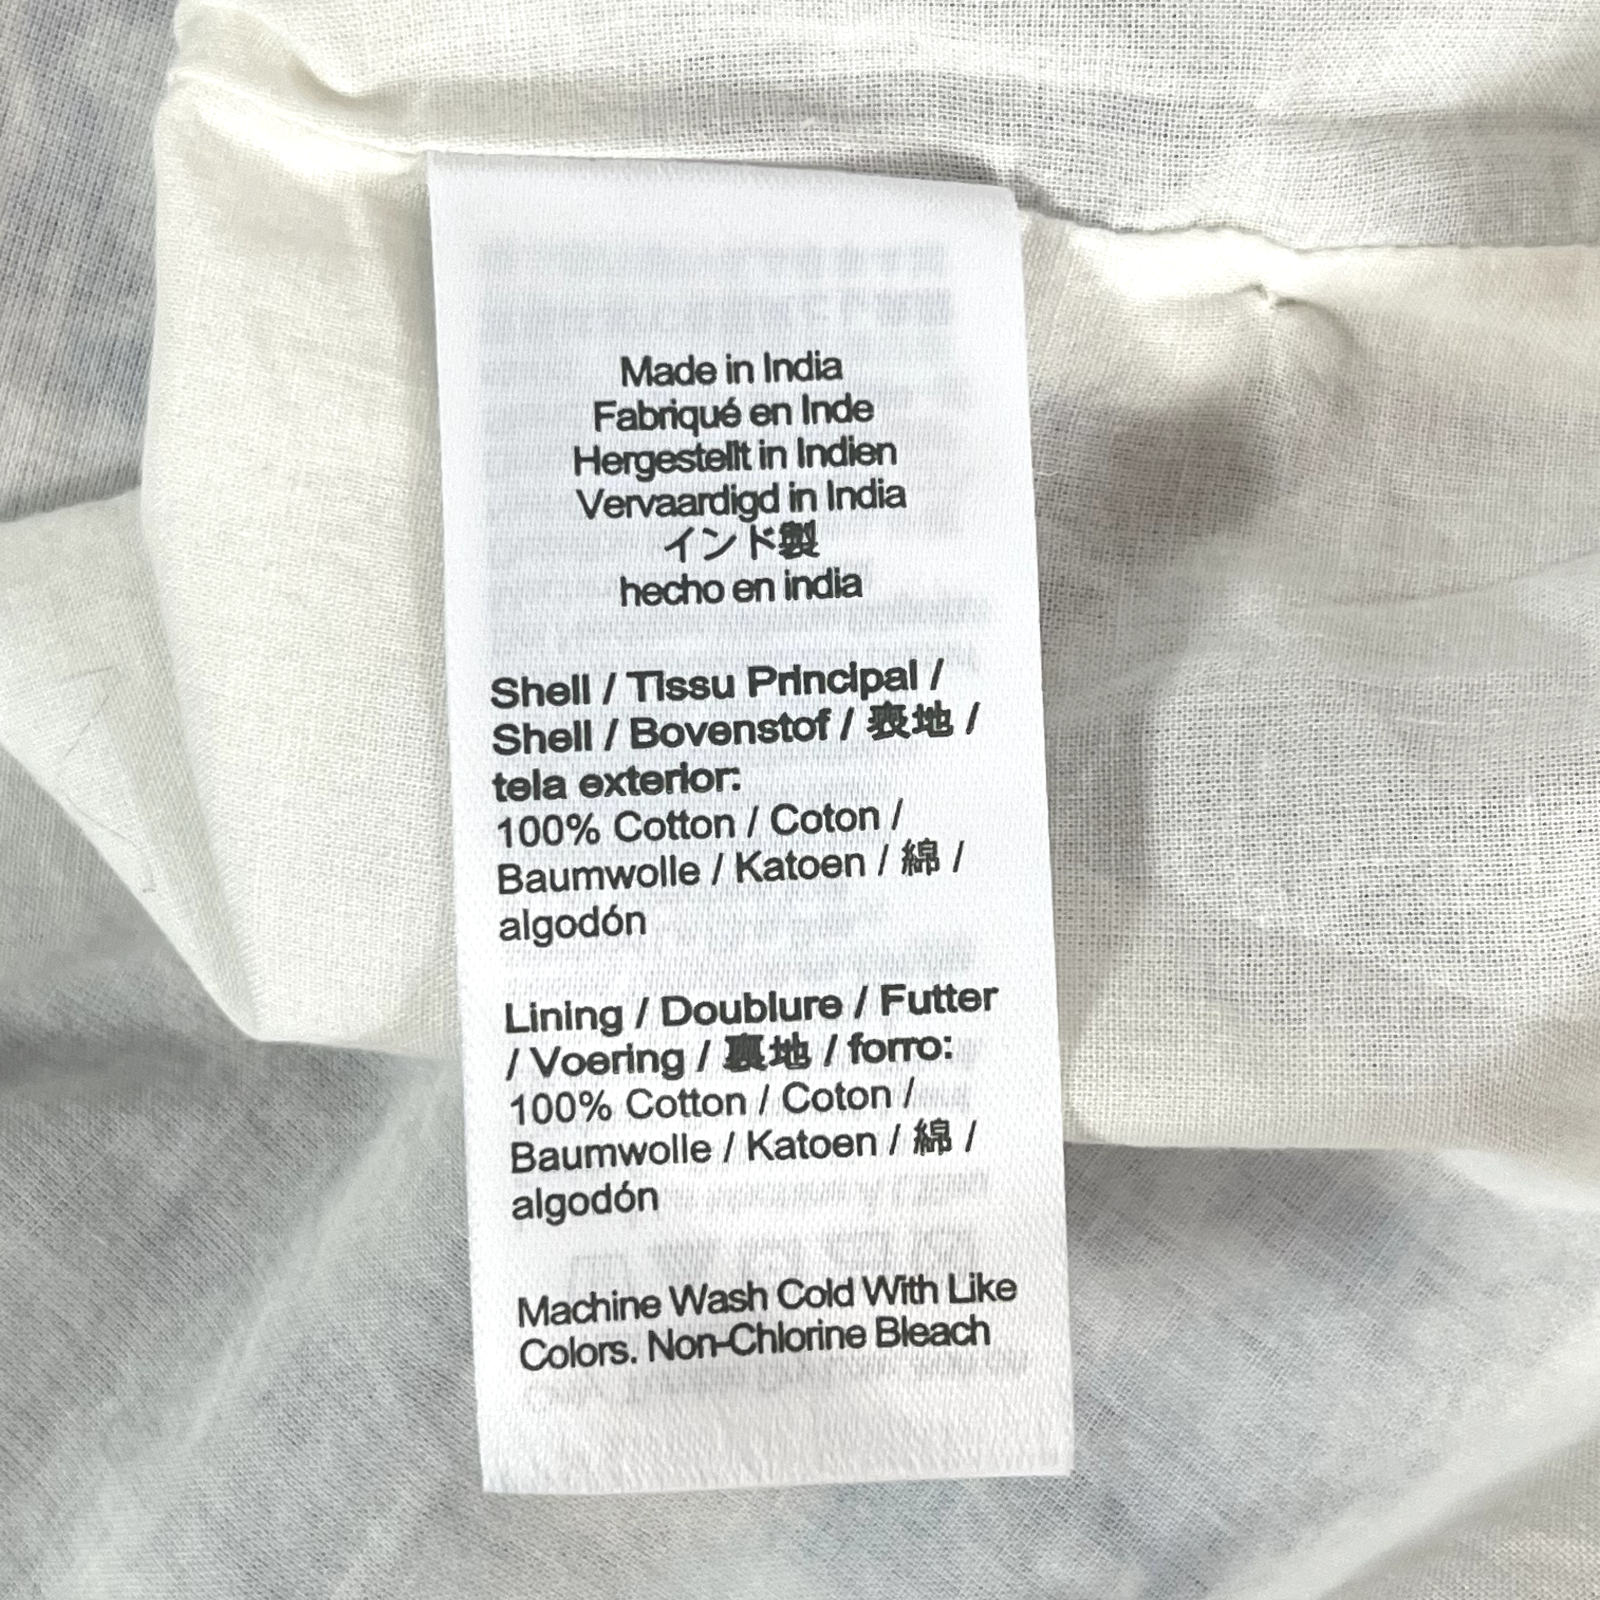 Made in India
Fabriqué en Inde
Hergestellt in Indien
Vervaardigd in India
インド製
hecho en india
Shell / Tissu Principal /
Shell / Bovenstof / 表地 /
tela exterior:
100% Cotton / Coton /
Baumwolle / Katoen / 綿 /
algodón
Lining / Doublure / Futter
/ Voering / 裏地 / forro:
100% Cotton / Coton /
Baumwolle / Katoen / 綿 /
algodón
Machine Wash Cold With Like
Colors. Non-Chlorine Bleach